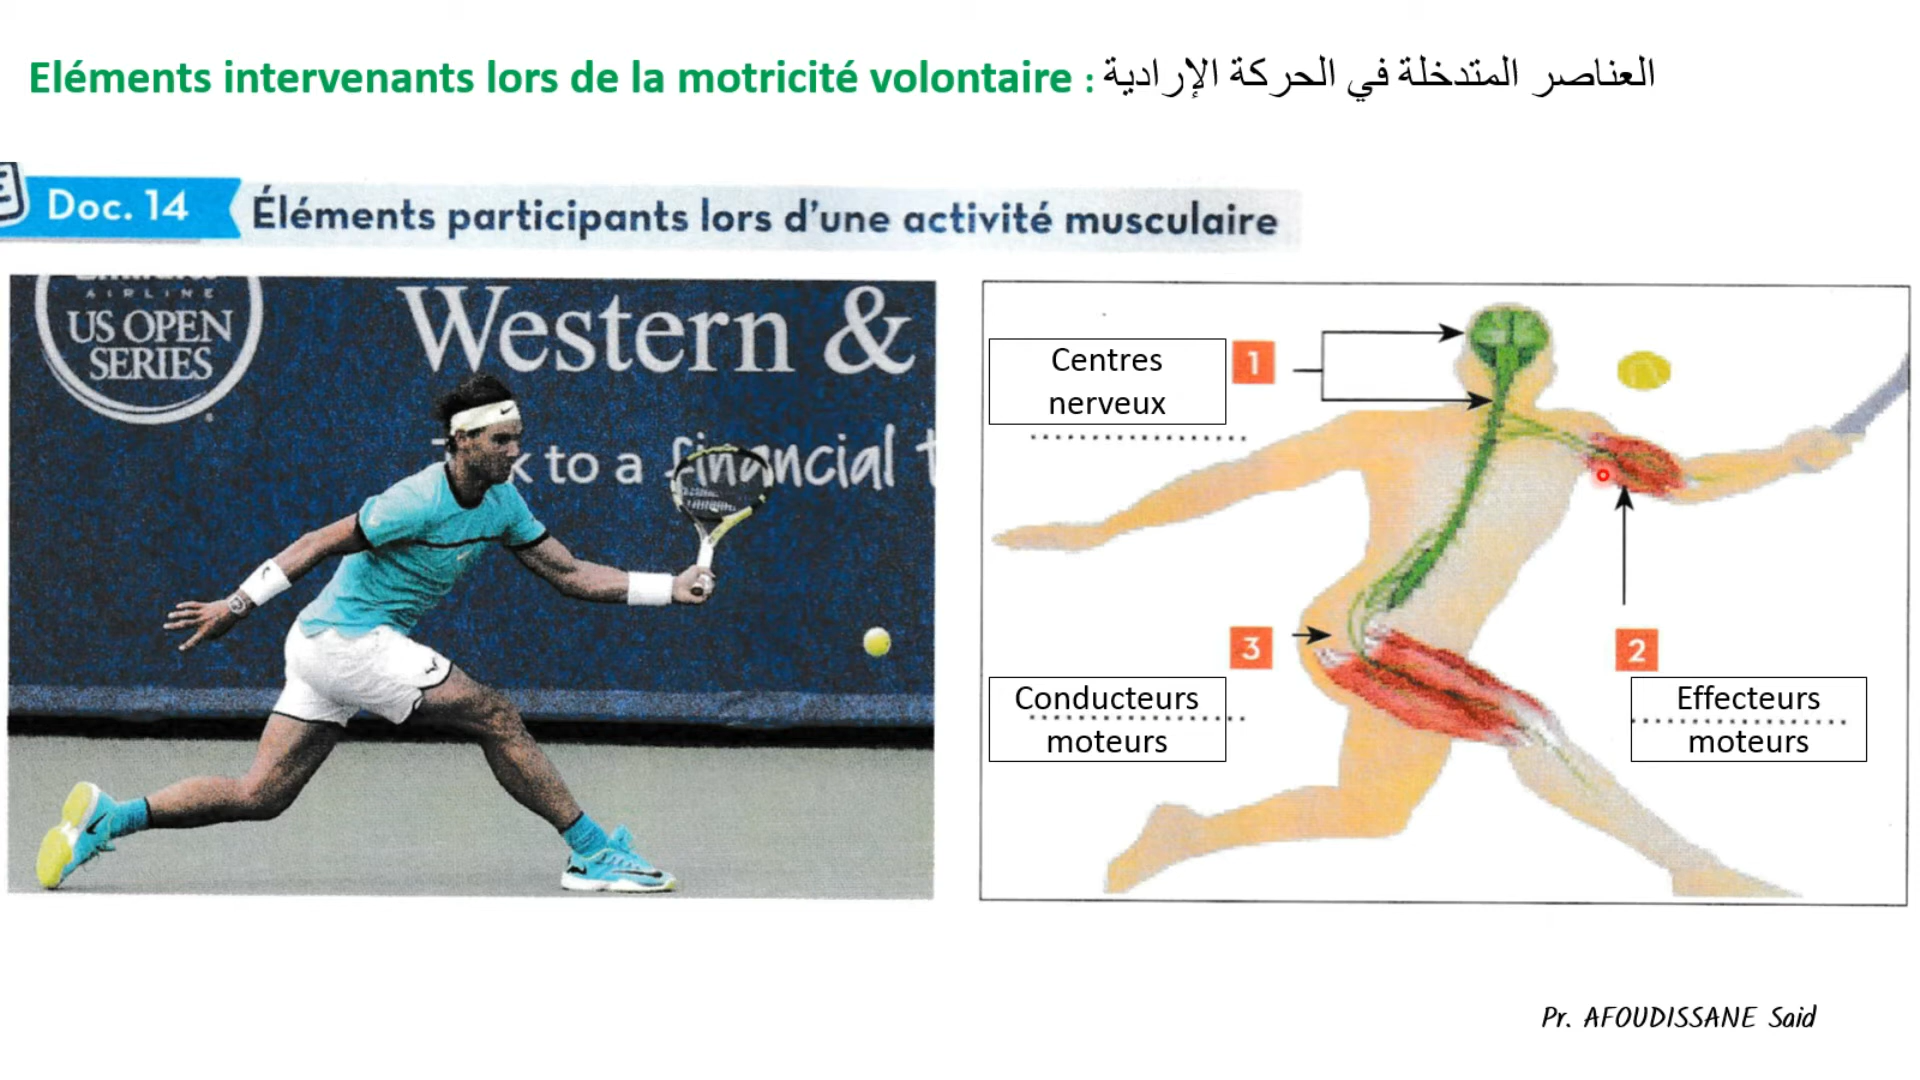 Eléments intervenants lors de la motricité volontaire : العناصر المتدخلة في الحركة الإرادية
Doc. 14
Éléments participants lors d'une activité musculaire
AIRLINE
US OPEN
SERIES
Western &
k to a financial t
Centres
nerveux
1
3
2
Conducteurs
moteurs
Effecteurs
moteurs
Pr. AFOUDISSANE Said